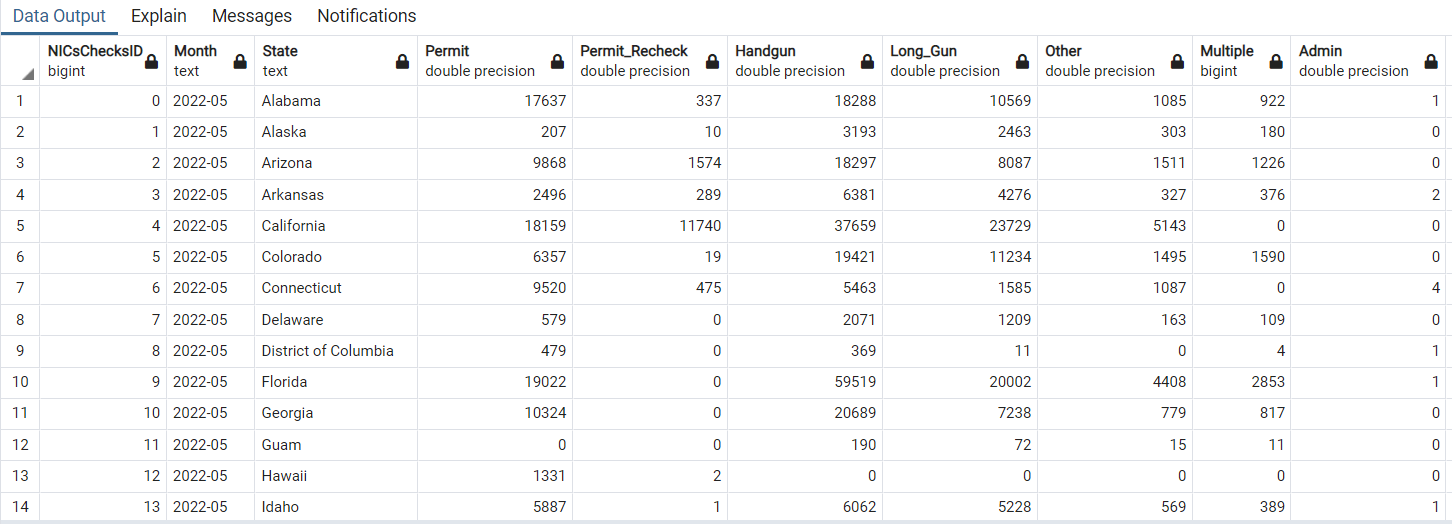 Data Output Explain Messages Notifications
NICsChecksID Month State Permit Permit_Recheck Handgun Long_Gun Other Multiple Admin
bigint text text double precision double precision double precision double precision double precision bigint double precision
1 0 2022-05 Alabama 17637 337 18288 10569 1085 922 1
2 1 2022-05 Alaska 207 10 3193 2463 303 180 0
3 2 2022-05 Arizona 9868 1574 18297 8087 1511 1226 0
4 3 2022-05 Arkansas 2496 289 6381 4276 327 376 2
5 4 2022-05 California 18159 11740 37659 23729 5143 0 0
6 5 2022-05 Colorado 6357 19 19421 11234 1495 1590 0
7 6 2022-05 Connecticut 9520 475 5463 1585 1087 0 4
8 7 2022-05 Delaware 579 0 2071 1209 163 109 0
9 8 2022-05 District of Columbia 479 0 369 11 0 4 1
10 9 2022-05 Florida 19022 0 59519 20002 4408 2853 1
11 10 2022-05 Georgia 10324 0 20689 7238 779 817 0
12 11 2022-05 Guam 0 0 190 72 15 11 0
13 12 2022-05 Hawaii 1331 2 0 0 0 0 0
14 13 2022-05 Idaho 5887 1 6062 5228 569 389 1